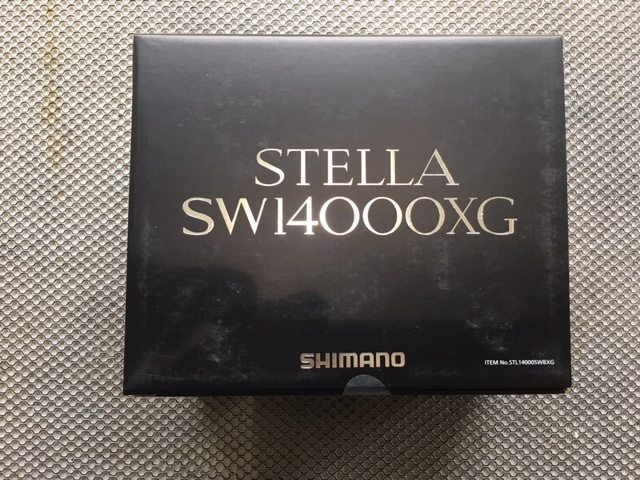 STELLA
SW14000XG
SHIMANO
ITEM No.STL14000SWBXG